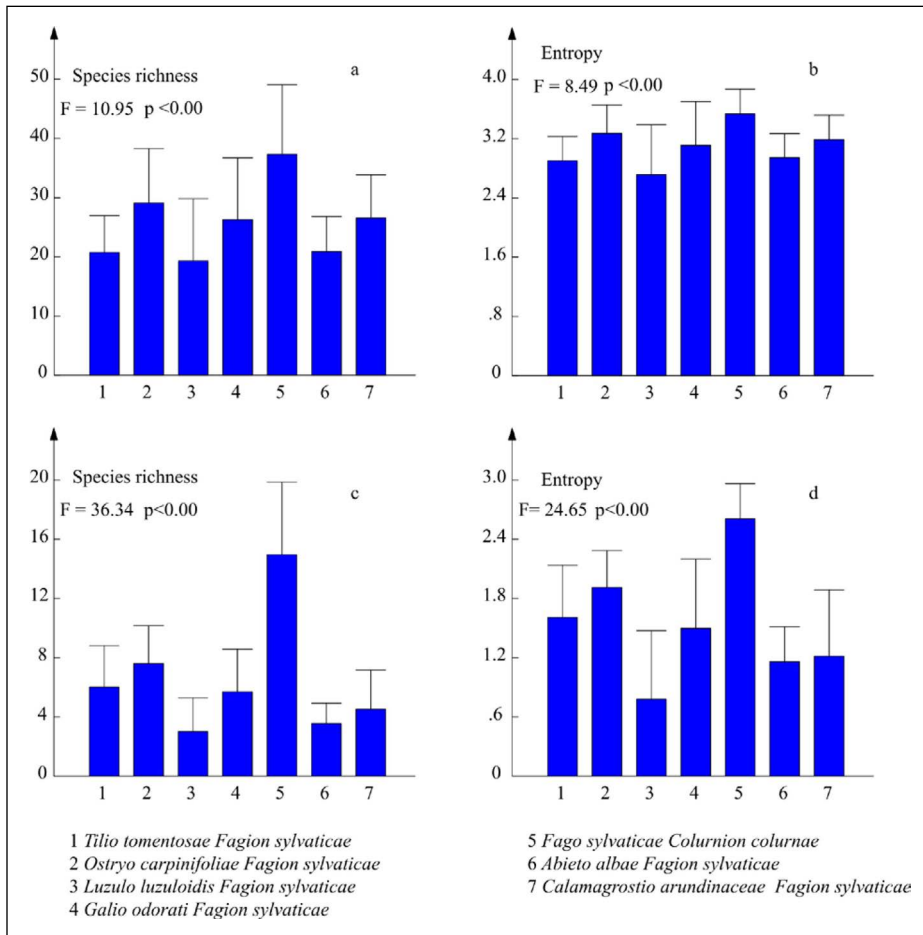 Species richness
a
F = 10.95 p <0.00
50
40
30
20
10
0
1 2 3 4 5 6 7
Entropy
b
F = 8.49 p <0.00
4.0
3.2
2.4
1.6
.8
0
1 2 3 4 5 6 7
Species richness
c
F = 36.34 p<0.00
20
16
12
8
4
0
1 2 3 4 5 6 7
Entropy
d
F= 24.65 p<0.00
3.0
2.4
1.8
1.2
.6
0
1 2 3 4 5 6 7
1 Tilio tomentosae Fagion sylvaticae
2 Ostryo carpinifoliae Fagion sylvaticae
3 Luzulo luzuloidis Fagion sylvaticae
4 Galio odorati Fagion sylvaticae
5 Fago sylvaticae Colurnion colurnae
6 Abieto albae Fagion sylvaticae
7 Calamagrostio arundinaceae Fagion sylvaticae